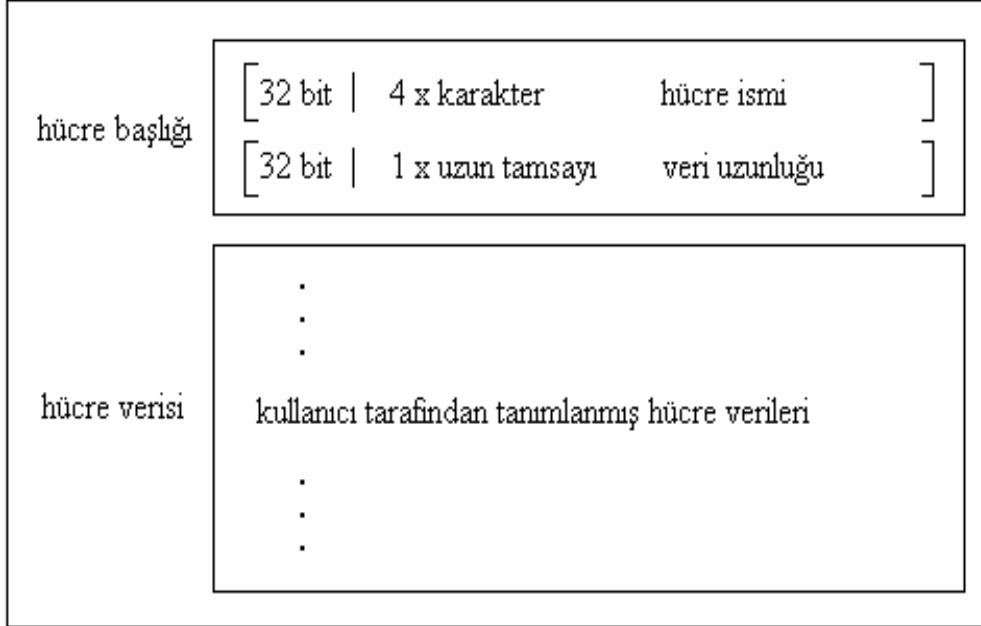 hücre başlığı
32 bit | 4 x karakter hücre ismi
32 bit | 1 x uzun tamsayı veri uzunluğu
hücre verisi
.
.
.
kullanıcı tarafından tanımlanmış hücre verileri
.
.
.